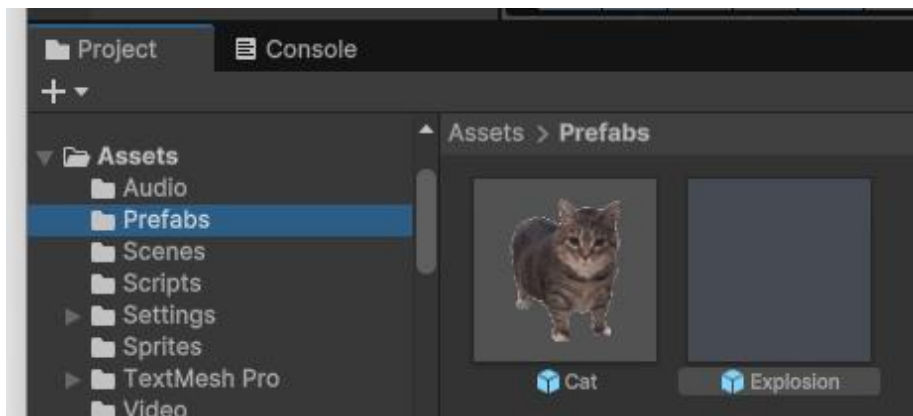 Project
Console
Assets > Prefabs
Assets
Audio
Prefabs
Scenes
Scripts
Settings
Sprites
TextMesh Pro
Video
Cat
Explosion